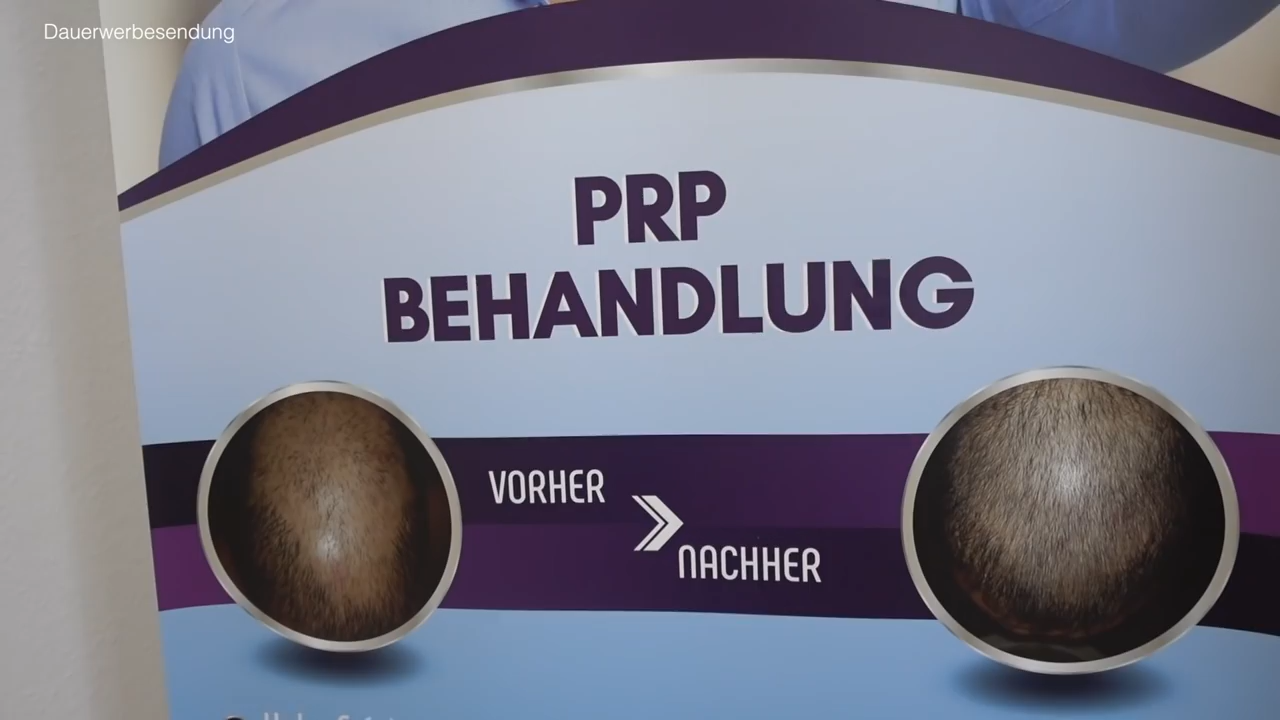 Dauerwerbesendung
PRP
BEHANDLUNG
VORHER
NACHHER